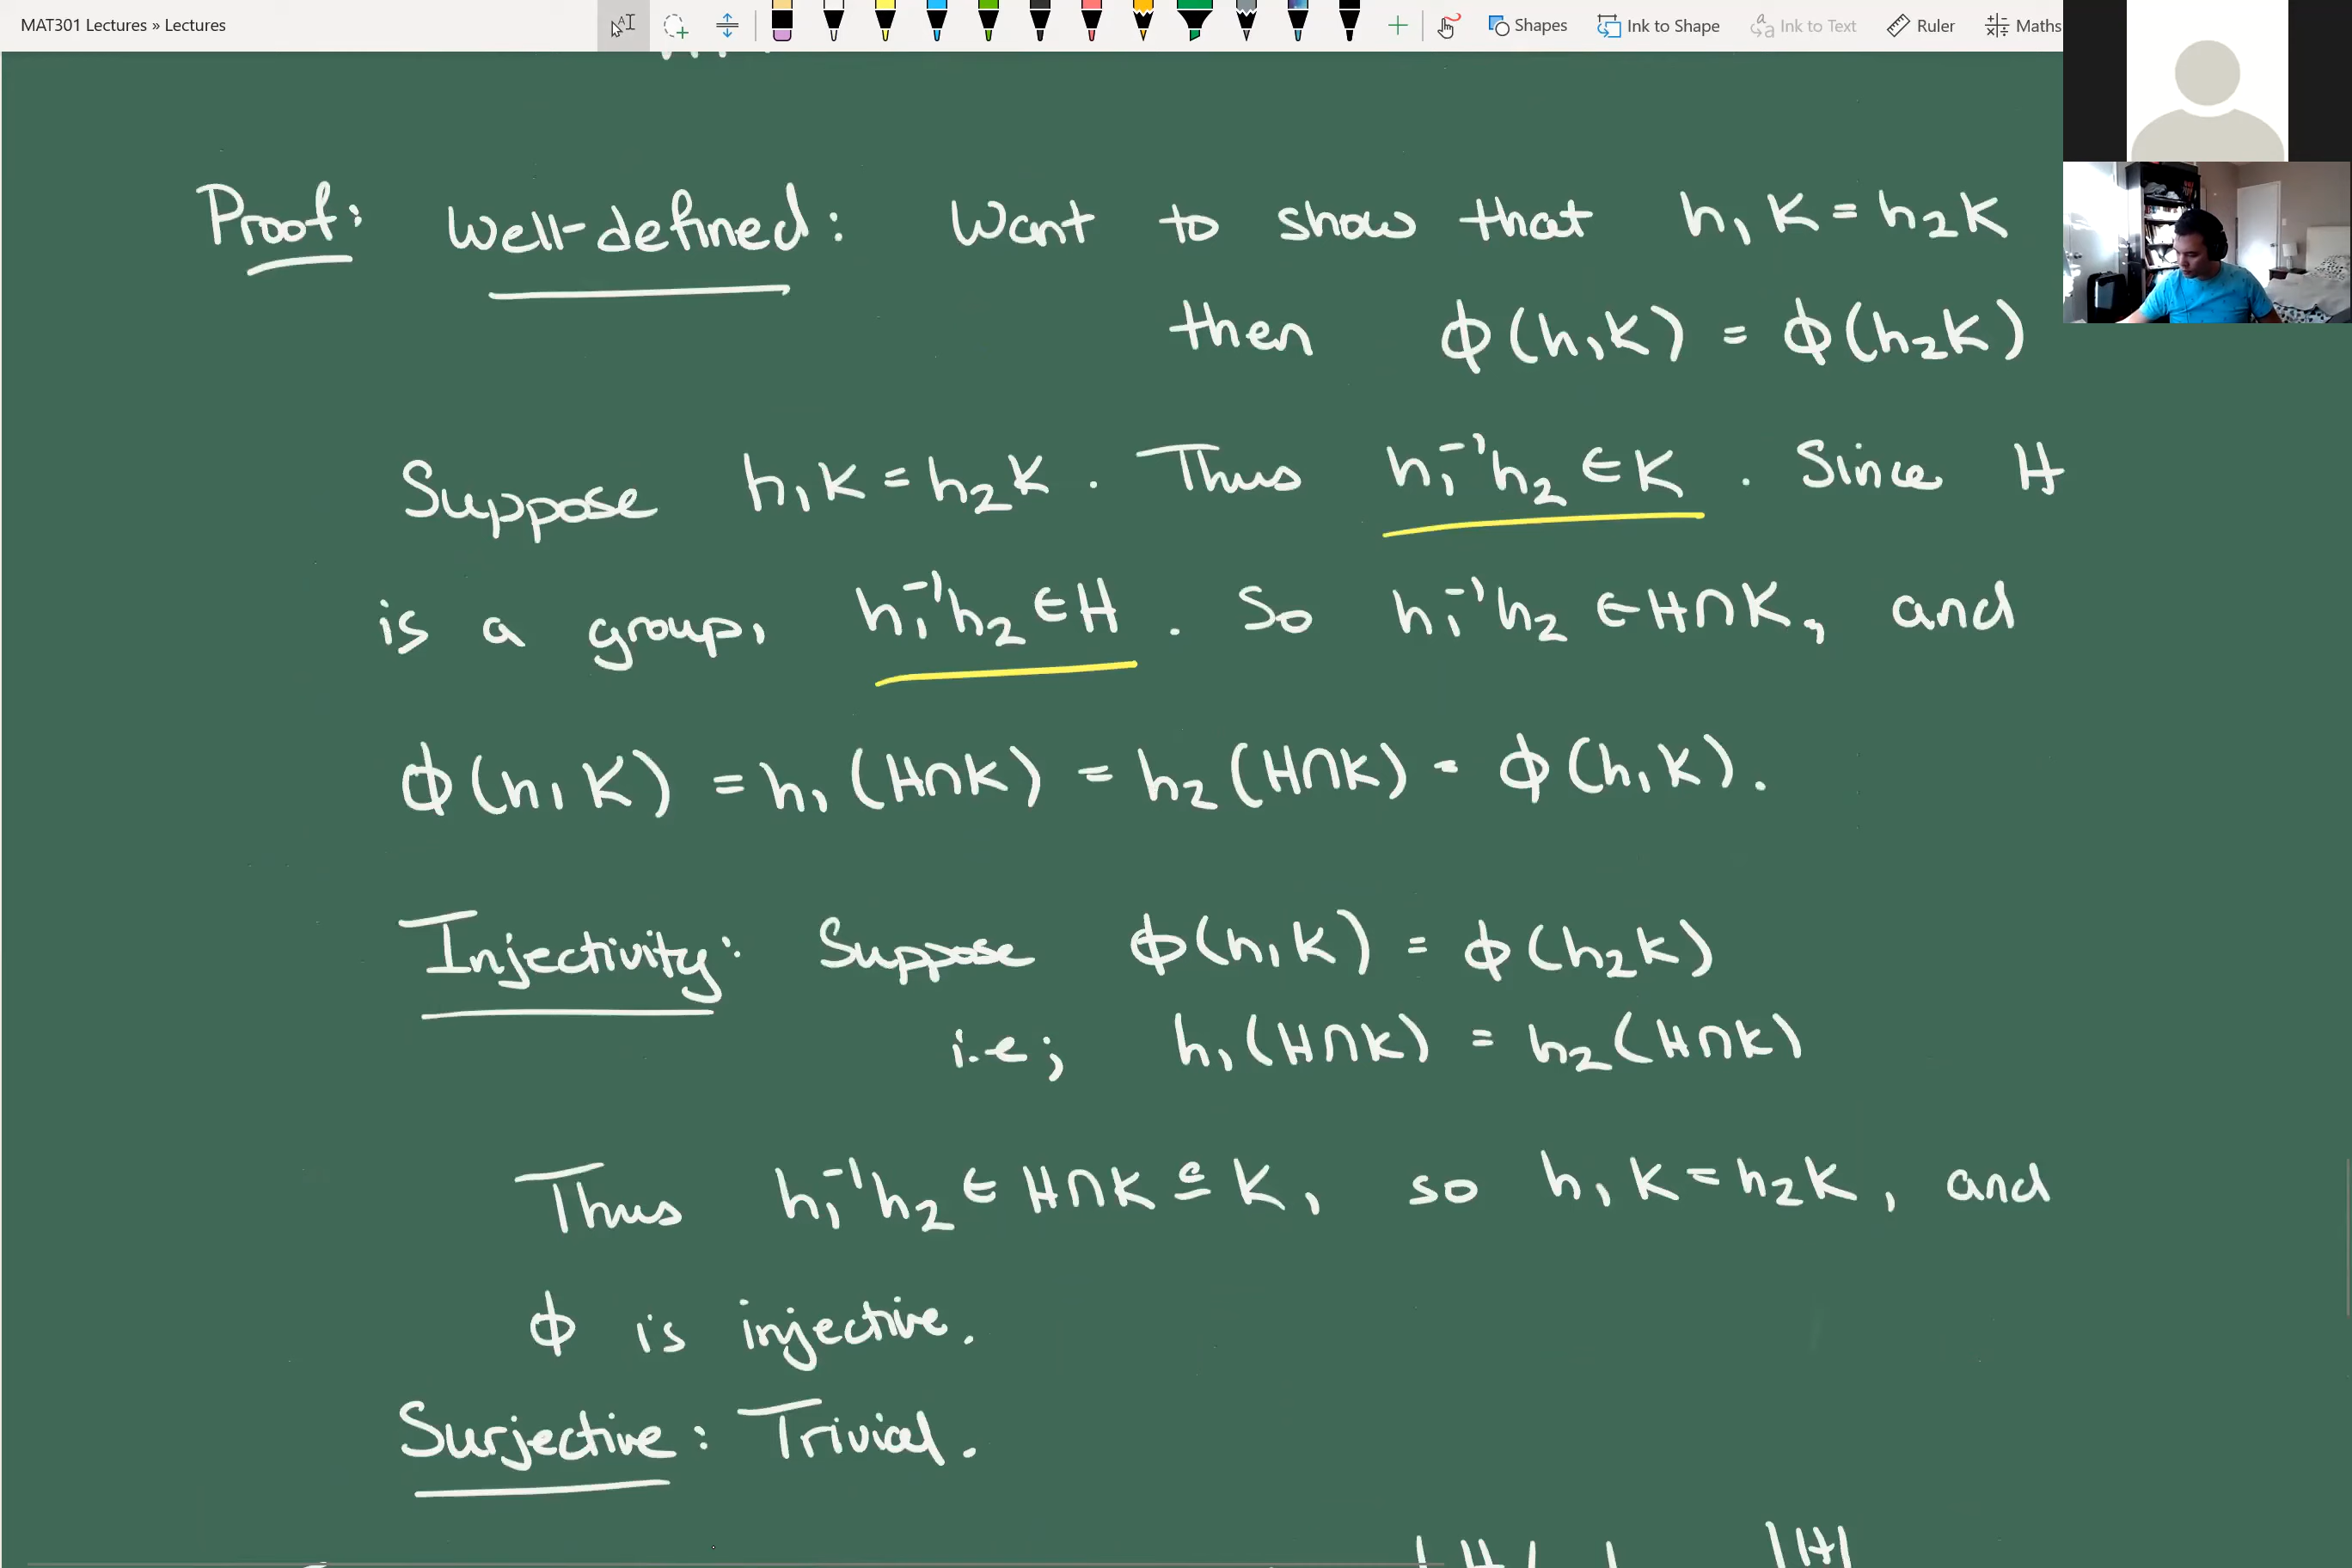 MAT301 Lectures » Lectures
Shapes Ink to Shape Ink to Text Ruler Maths
Proof: Well-defined: Want to show that h₁K = h₂K
then ϕ(h₁K) = ϕ(h₂K)
Suppose h₁K = h₂K. Thus h₁⁻¹h₂ ∈ K. Since H
is a group, h₁⁻¹h₂ ∈ H. So h₁⁻¹h₂ ∈ H∩K, and
ϕ(h₁K) = h₁(H∩K) = h₂(H∩K) = ϕ(h₁K).
Injectivity: Suppose ϕ(h₁K) = ϕ(h₂K)
i.e; h₁(H∩K) = h₂(H∩K)
Thus h₁⁻¹h₂ ∈ H∩K ⊆ K, so h₁K = h₂K, and
ϕ is injective.
Surjective: Trivial.
|H|